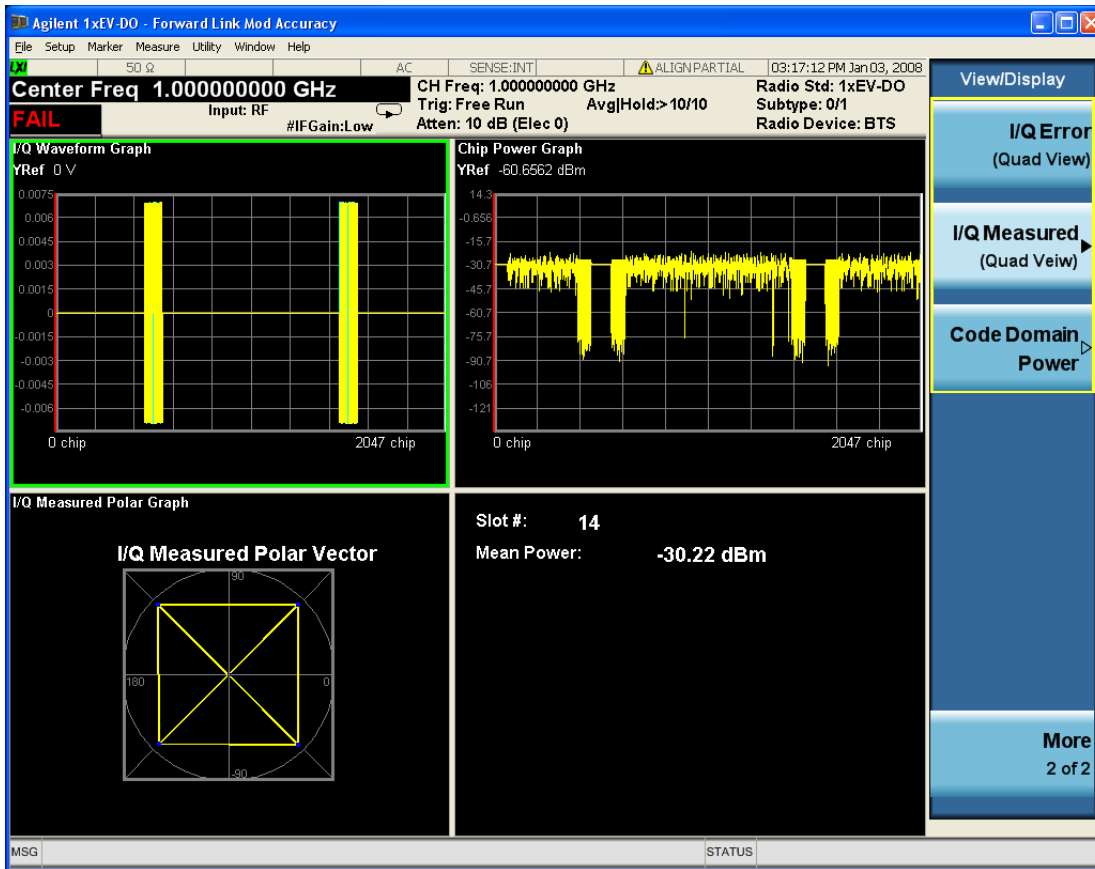 Agilent 1xEV-DO - Forward Link Mod Accuracy
File Setup Marker Measure Utility Window Help
LXI 50 Ω AC SENSE:INT ALIGN PARTIAL 03:17:12 PM Jan 03, 2008
Center Freq 1.000000000 GHz
FAIL
Input: RF
#IFGain:Low
CH Freq: 1.000000000 GHz
Trig: Free Run Avg|Hold:> 10/10
Atten: 10 dB (Elec 0)
Radio Std: 1xEV-DO
Subtype: 0/1
Radio Device: BTS
I/Q Waveform Graph
YRef 0 V
0.0075
0.006
0.0045
0.003
0.0015
0
-0.0015
-0.003
-0.0045
-0.006
0 chip 2047 chip
Chip Power Graph
YRef -60.6562 dBm
14.3
-0.656
-15.7
-30.7
-45.7
-60.7
-75.7
-90.7
-106
-121
0 chip 2047 chip
I/Q Measured Polar Graph
I/Q Measured Polar Vector
90
180 0
-90
Slot #: 14
Mean Power: -30.22 dBm
View/Display
I/Q Error
(Quad View)
I/Q Measured
(Quad Veiw)
Code Domain
Power
More
2 of 2
MSG STATUS